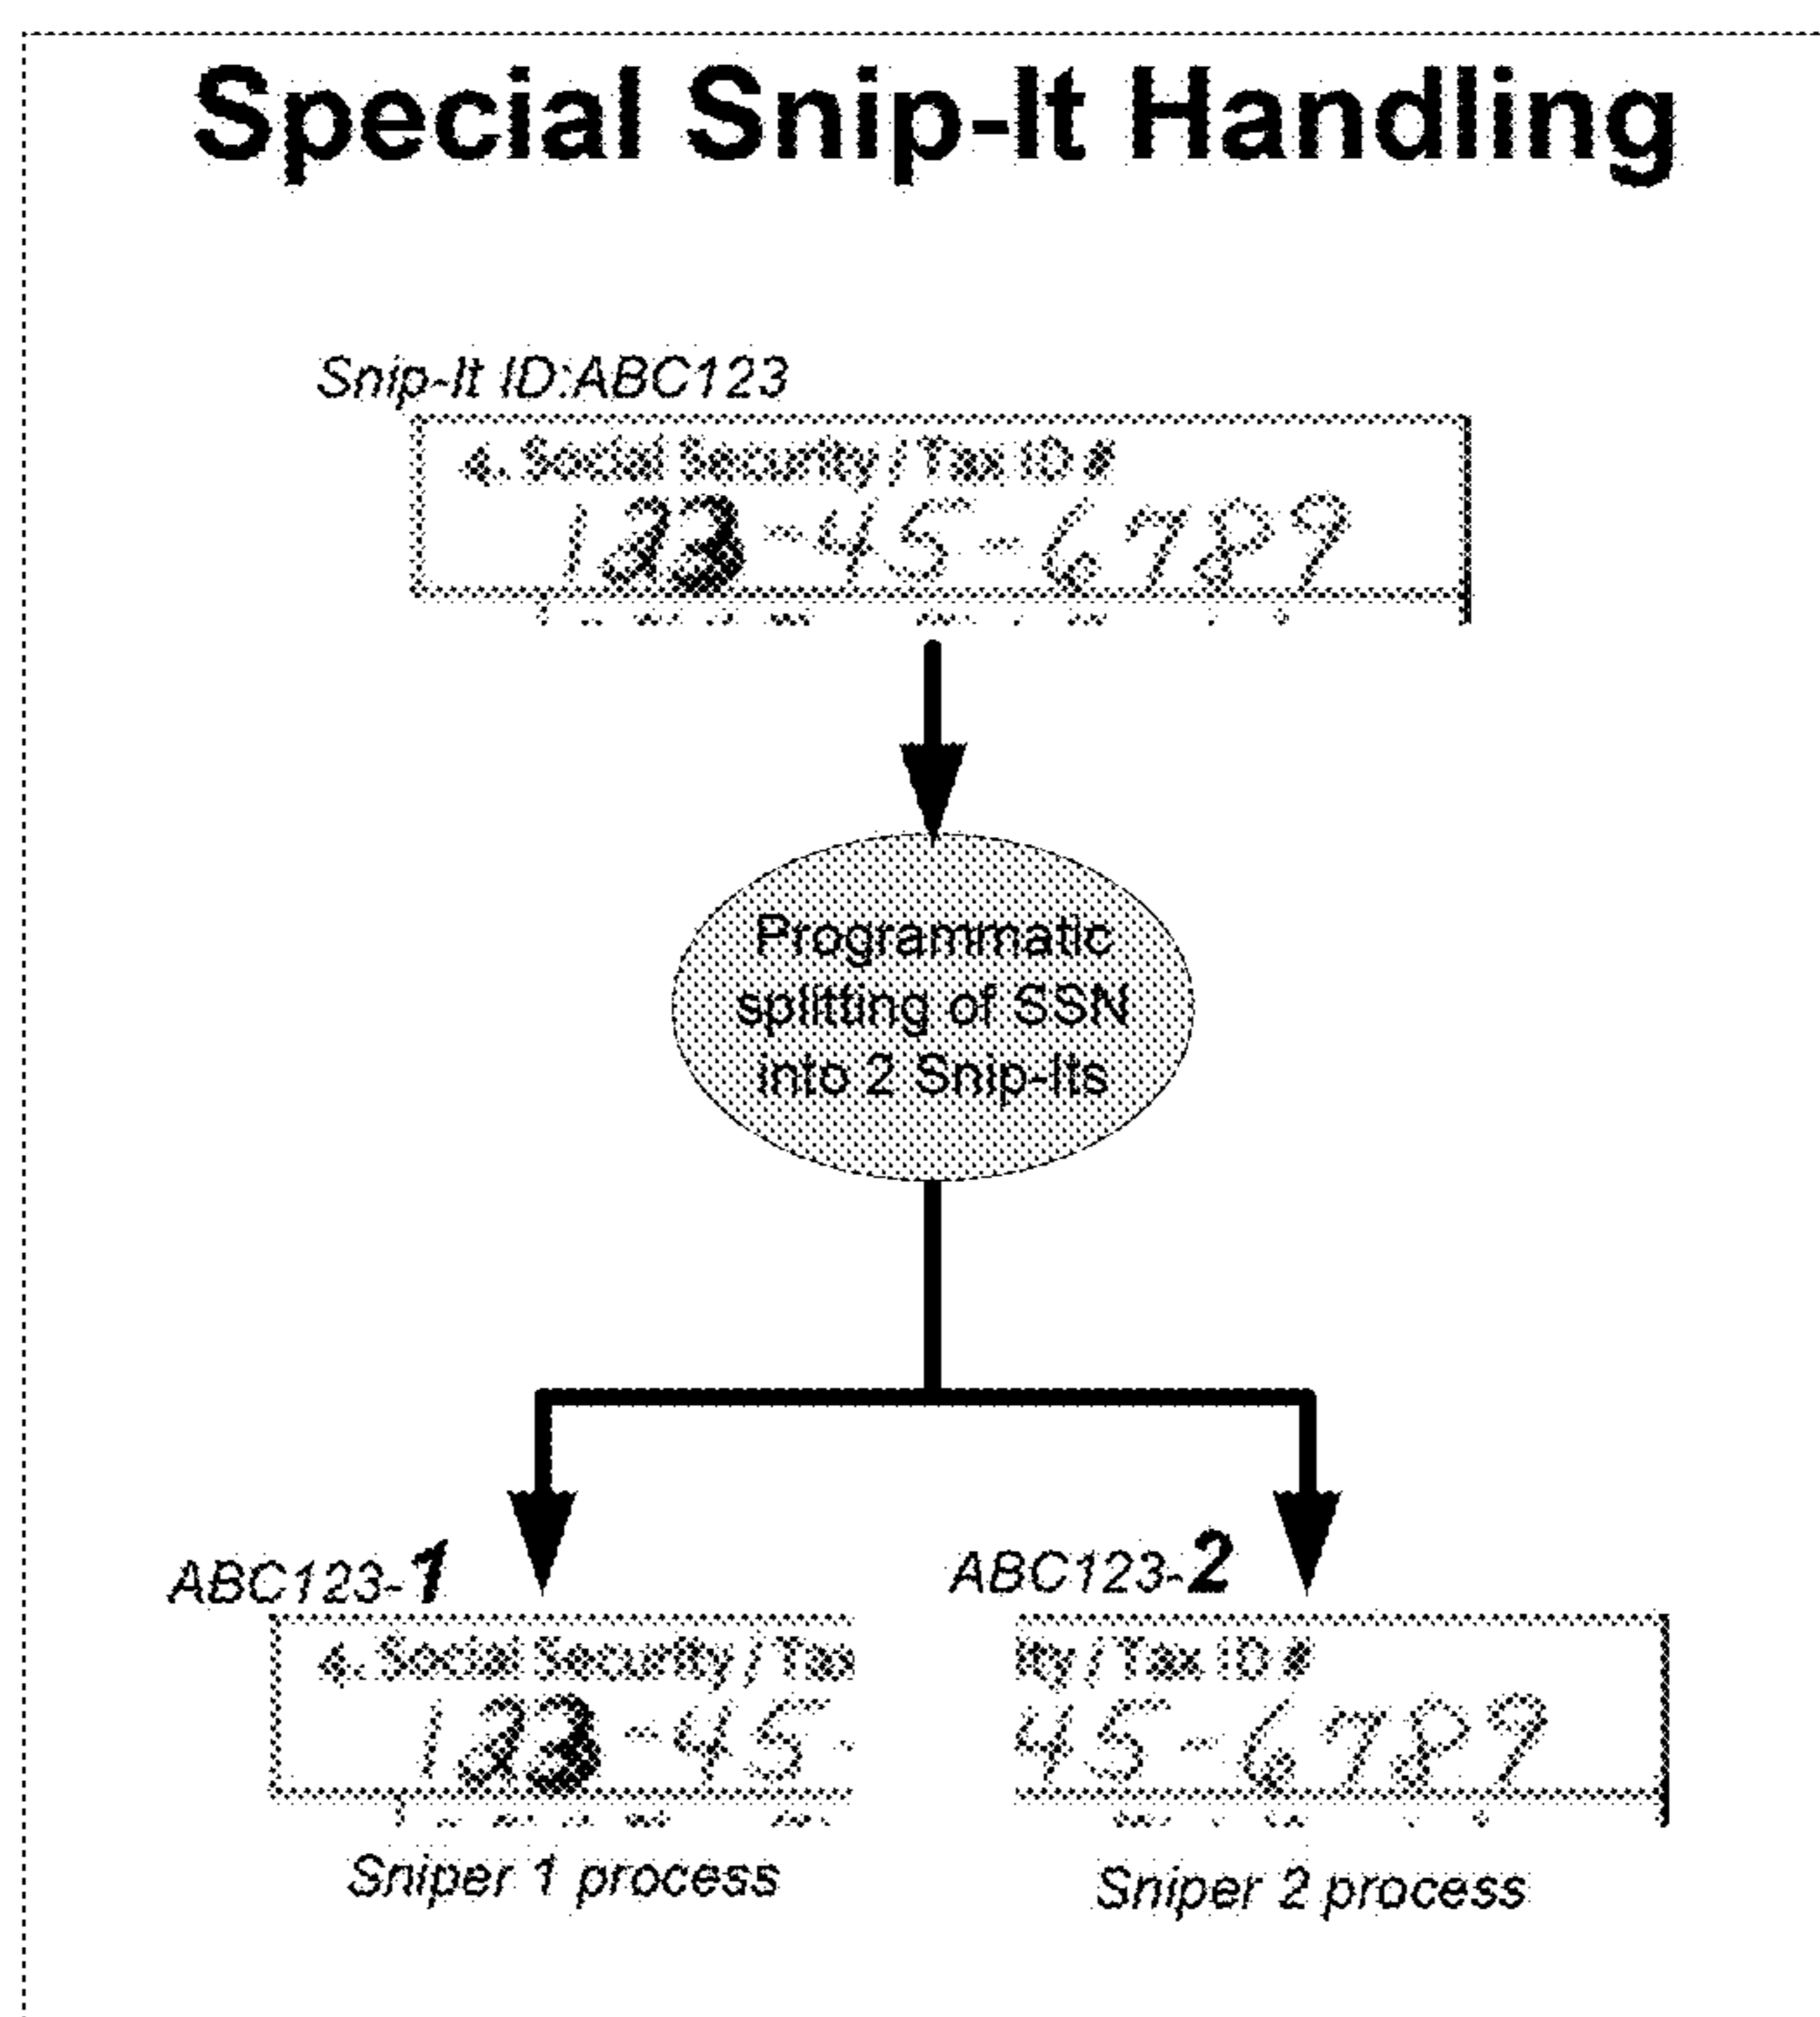 Special Snip-It Handling
Snip-It ID:ABC123
4. Social Security / Tax ID #
123-45-6789
Programmatic
splitting of SSN
into 2 Snip-Its
ABC123-1
ABC123-2
4. Social Security / Tax
rity / Tax ID #
123-45-
45-6789
Sniper 1 process
Sniper 2 process